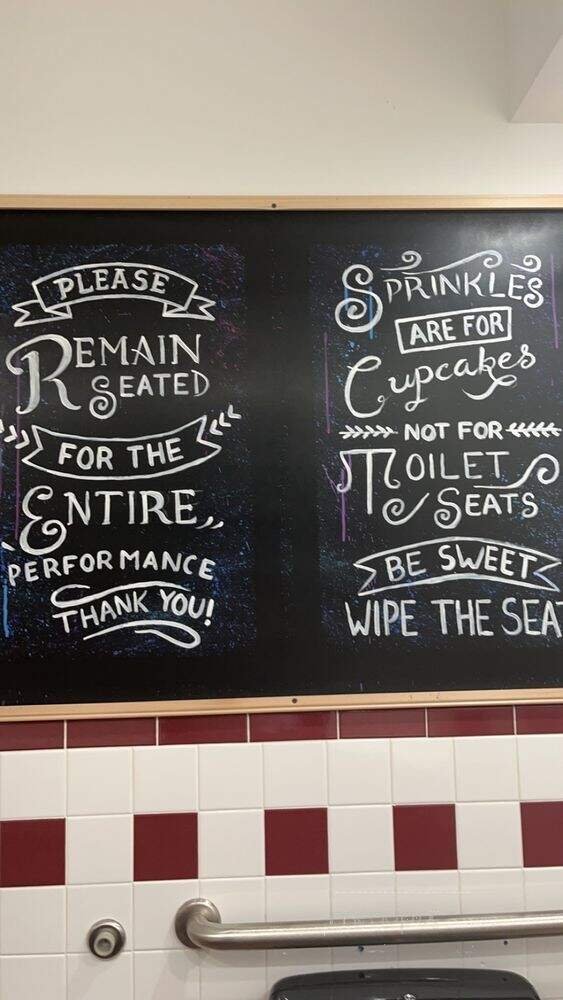 PLEASE
REMAIN
SEATED
FOR THE
ENTIRE,,
PERFORMANCE
THANK YOU!
SPRINKLES
ARE FOR
Cupcakes
NOT FOR
TOILET
SEATS
BE SWEET
WIPE THE SEA